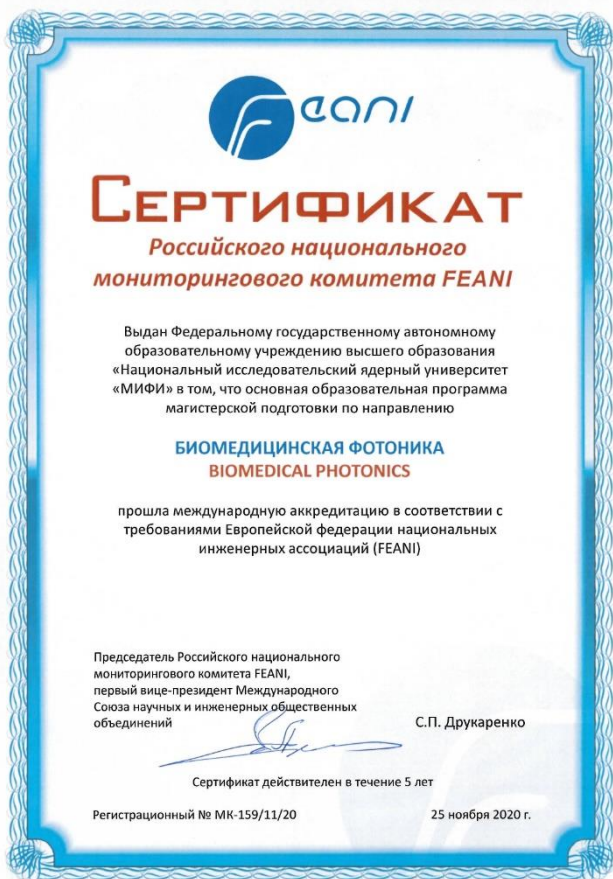 Feani
СЕРТИФИКАТ
Российского национального
мониторингового комитета FEANI
Выдан Федеральному государственному автономному
образовательному учреждению высшего образования
«Национальный исследовательский ядерный университет
«МИФИ» в том, что основная образовательная программа
магистерской подготовки по направлению
БИОМЕДИЦИНСКАЯ ФОТОНИКА
BIOMEDICAL PHOTONICS
прошла международную аккредитацию в соответствии с
требованиями Европейской федерации национальных
инженерных ассоциаций (FEANI)
Председатель Российского национального
мониторингового комитета FEANI,
первый вице-президент Международного
Союза научных и инженерных общественных
объединений
С.П. Друкаренко
Сертификат действителен в течение 5 лет
Регистрационный № МК-159/11/20
25 ноября 2020 г.